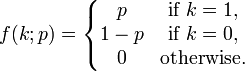 f(k;p) = { p if k = 1,
1 − p if k = 0,
0 otherwise.